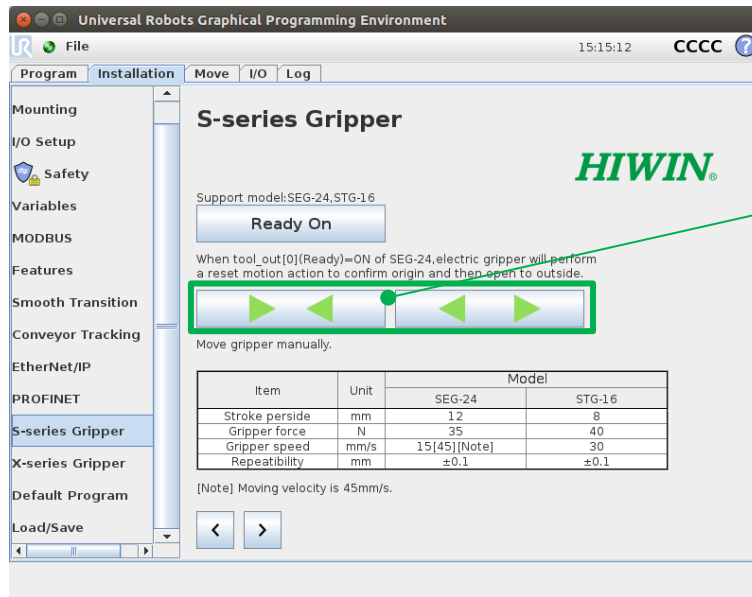 Universal Robots Graphical Programming Environment
File
15:15:12
CCCC
?
Program Installation Move I/O Log
Mounting
I/O Setup
Safety
Variables
MODBUS
Features
Smooth Transition
Conveyor Tracking
EtherNet/IP
PROFINET
S-series Gripper
X-series Gripper
Default Program
Load/Save
S-series Gripper
HIWIN®
Support model:SEG-24,STG-16
Ready On
When tool_out[0](Ready)=ON of SEG-24,electric gripper will perform
a reset motion action to confirm origin and then open to outside.
Move gripper manually.
Item Unit Model
SEG-24 STG-16
Stroke perside mm 12 8
Gripper force N 35 40
Gripper speed mm/s 15[45][Note] 30
Repeatibility mm ±0.1 ±0.1
[Note] Moving velocity is 45mm/s.
< >